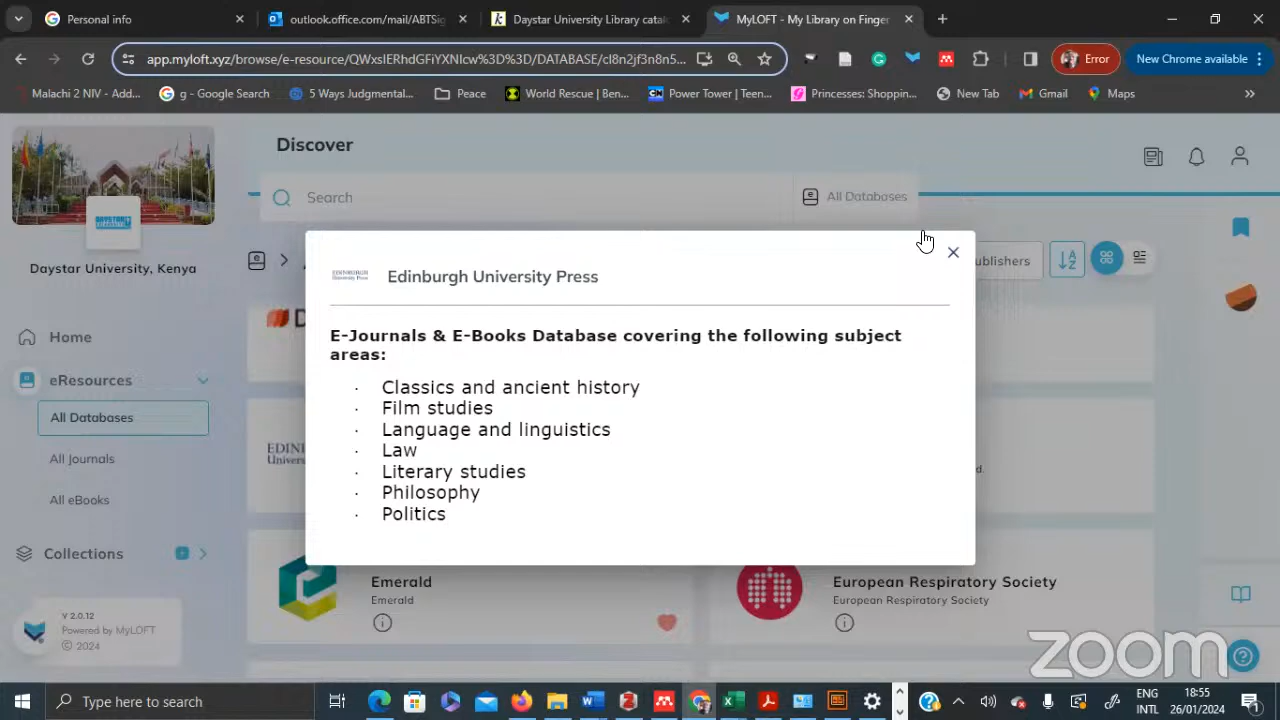 Personal info
outlook.office.com/mail/ABTSig
Daystar University Library catal
MyLOFT - My Library on Finger
app.myloft.xyz/browse/e-resource/QWxsIERhdGFiYXNlcw%3D%3D/DATABASE/cl8n2jf3n8n5...
Error
New Chrome available
Malachi 2 NIV - Add...
g - Google Search
5 Ways Judgmental...
Peace
World Rescue | Ben...
Power Tower | Teen...
Princesses: Shoppin...
New Tab
Gmail
Maps
Discover
Search
All Databases
Daystar University, Kenya
Home
eResources
All Databases
All Journals
All eBooks
Collections
V 2.0.12
Powered by MyLOFT
© 2024
ublishers
Edinburgh University Press
E-Journals & E-Books Database covering the following subject
areas:
· Classics and ancient history
· Film studies
· Language and linguistics
· Law
· Literary studies
· Philosophy
· Politics
EDINB
Univers
d.
Emerald
Emerald
European Respiratory Society
European Respiratory Society
zoom
Type here to search
ENG
INTL
18:55
26/01/2024